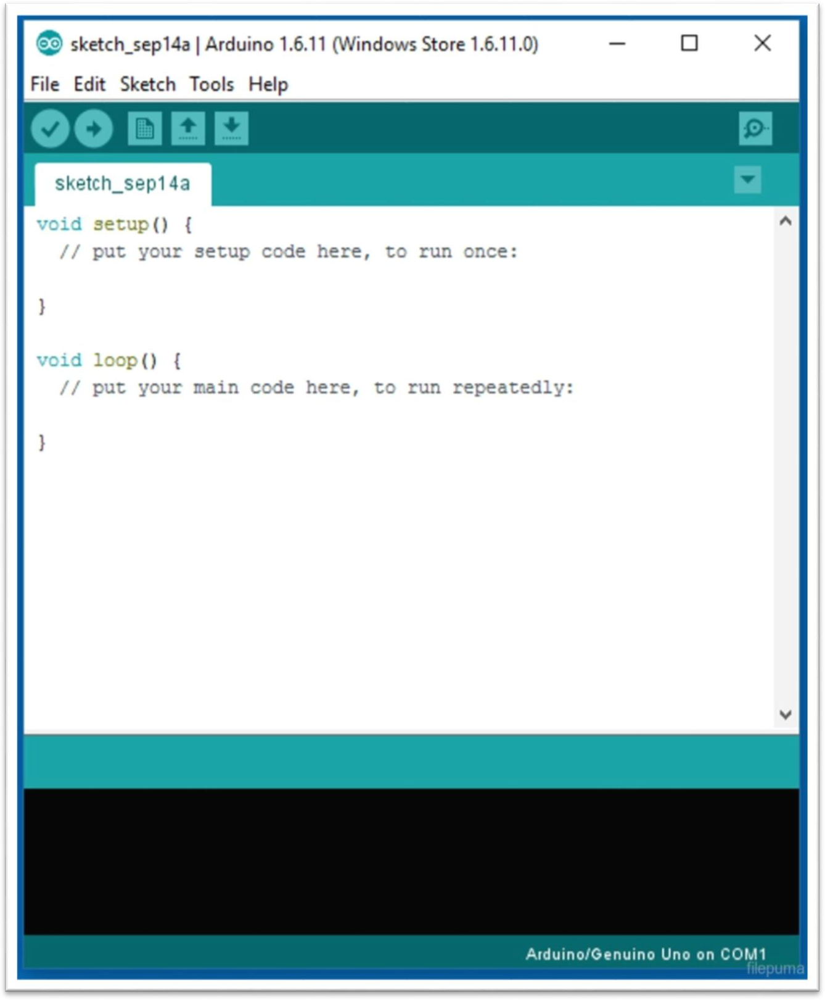 sketch_sep14a | Arduino 1.6.11 (Windows Store 1.6.11.0)
File Edit Sketch Tools Help
sketch_sep14a
void setup() {
  // put your setup code here, to run once:
}
void loop() {
  // put your main code here, to run repeatedly:
}
Arduino/Genuino Uno on COM1
filepuma